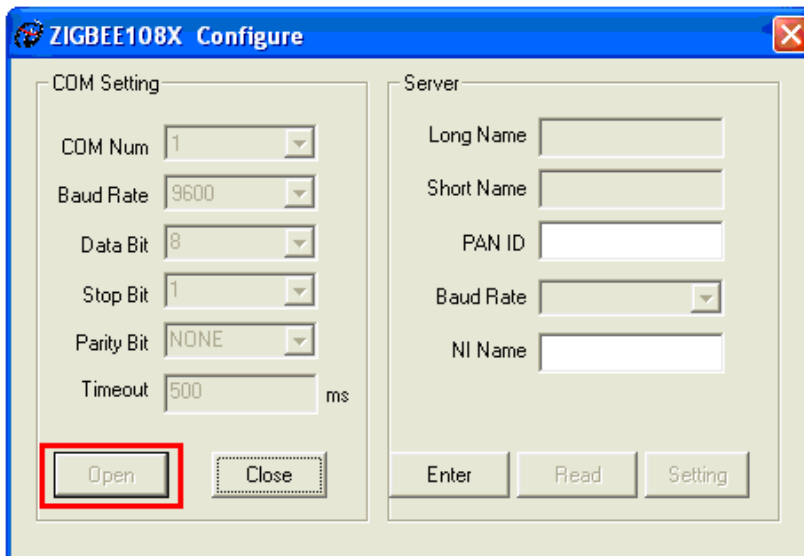 ZIGBEE108X Configure
COM Setting
COM Num 1
Baud Rate 9600
Data Bit 8
Stop Bit 1
Parity Bit NONE
Timeout 500 ms
Open Close
Server
Long Name
Short Name
PAN ID
Baud Rate
NI Name
Enter Read Setting